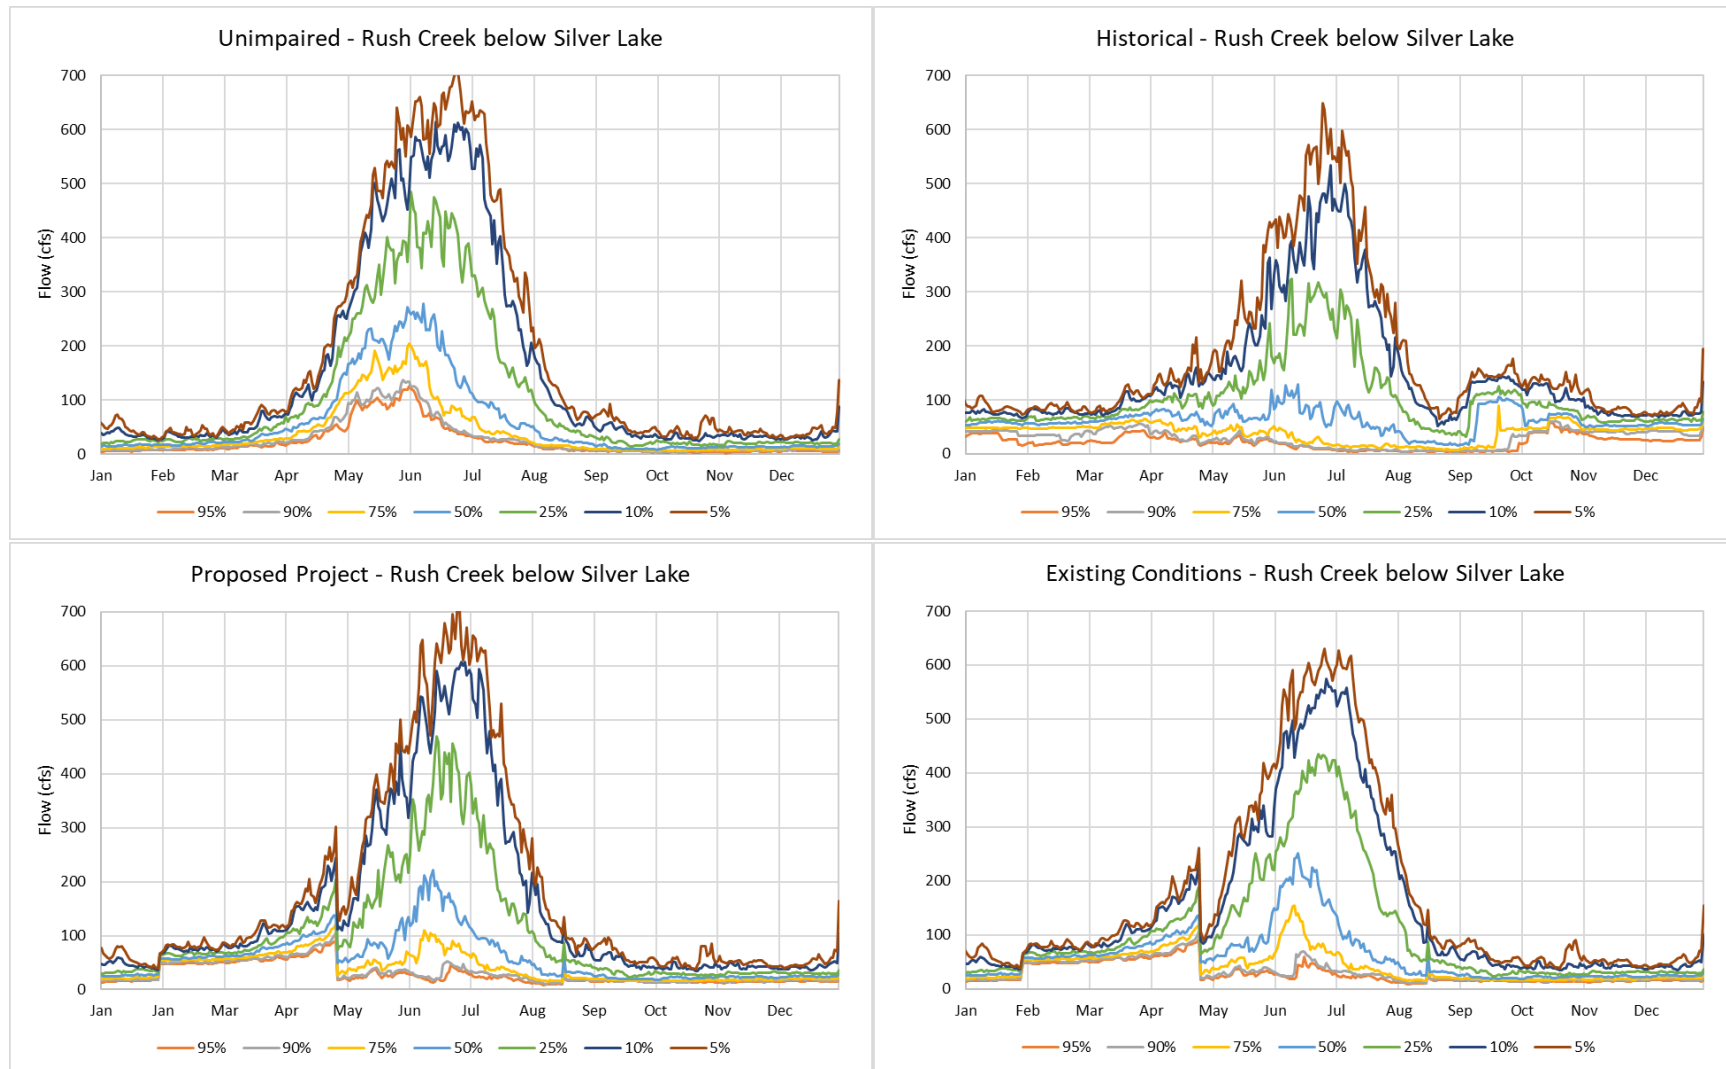 Unimpaired - Rush Creek below Silver Lake
700
600
500
400
300
200
100
0
Flow (cfs)
Jan Feb Mar Apr May Jun Jul Aug Sep Oct Nov Dec
95% 90% 75% 50% 25% 10% 5%
Historical - Rush Creek below Silver Lake
700
600
500
400
300
200
100
0
Flow (cfs)
Jan Feb Mar Apr May Jun Jul Aug Sep Oct Nov Dec
95% 90% 75% 50% 25% 10% 5%
Proposed Project - Rush Creek below Silver Lake
700
600
500
400
300
200
100
0
Flow (cfs)
Jan Jan Mar Apr May Jun Jul Aug Sep Oct Nov Dec
95% 90% 75% 50% 25% 10% 5%
Existing Conditions - Rush Creek below Silver Lake
700
600
500
400
300
200
100
0
Flow (cfs)
Jan Feb Mar Apr May Jun Jul Aug Sep Oct Nov Dec
95% 90% 75% 50% 25% 10% 5%